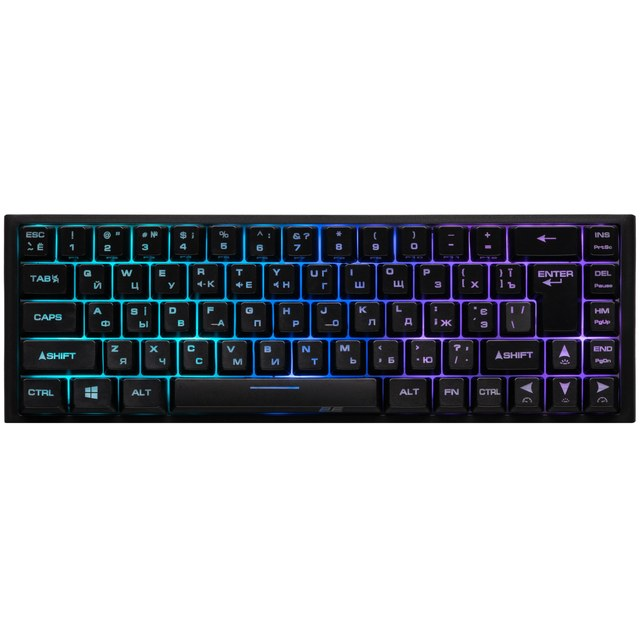 ESC ! @ " # № $ ; % ^ : & ? * ( ) _ + ← INS
~ ` Ё 1 2 3 4 5 6 7 8 9 0 - = PrtSc
TAB Q W E R T Y U Ґ I O P { [ } ] Ї ENTER DEL
Й Ц У К Е Н Г Ш Щ З Х Ъ Pause
CAPS A S І D F G H J K L : ; " ' Є | \ / HM
Ф Ы В А П Р О Л Д Ж Э PgUp
SHIFT Z X C V B N M < , > . ? / SHIFT END
Я Ч С М И Т Ь Б Ю . , PgDn
CTRL ALT ALT FN CTRL